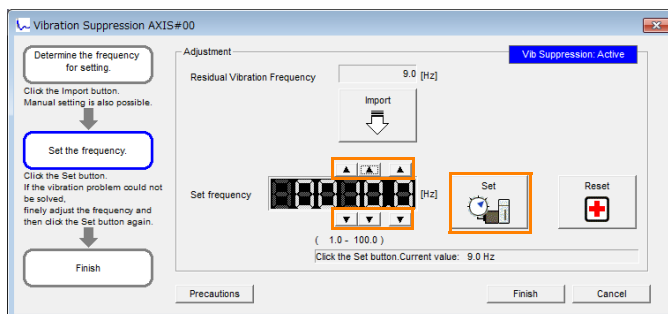 Vibration Suppression AXIS#00
Determine the frequency
for setting.
Click the Import button.
Manual setting is also possible.
Set the frequency.
Click the Set button.
If the vibration problem could not
be solved,
finely adjust the frequency and
then click the Set button again.
Finish
Adjustment
Vib Suppression: Active
Residual Vibration Frequency 9.0 [Hz]
Import
Set frequency [Hz]
Set
Reset
( 1.0 - 100.0 )
Click the Set button.Current value: 9.0 Hz
Precautions
Finish
Cancel